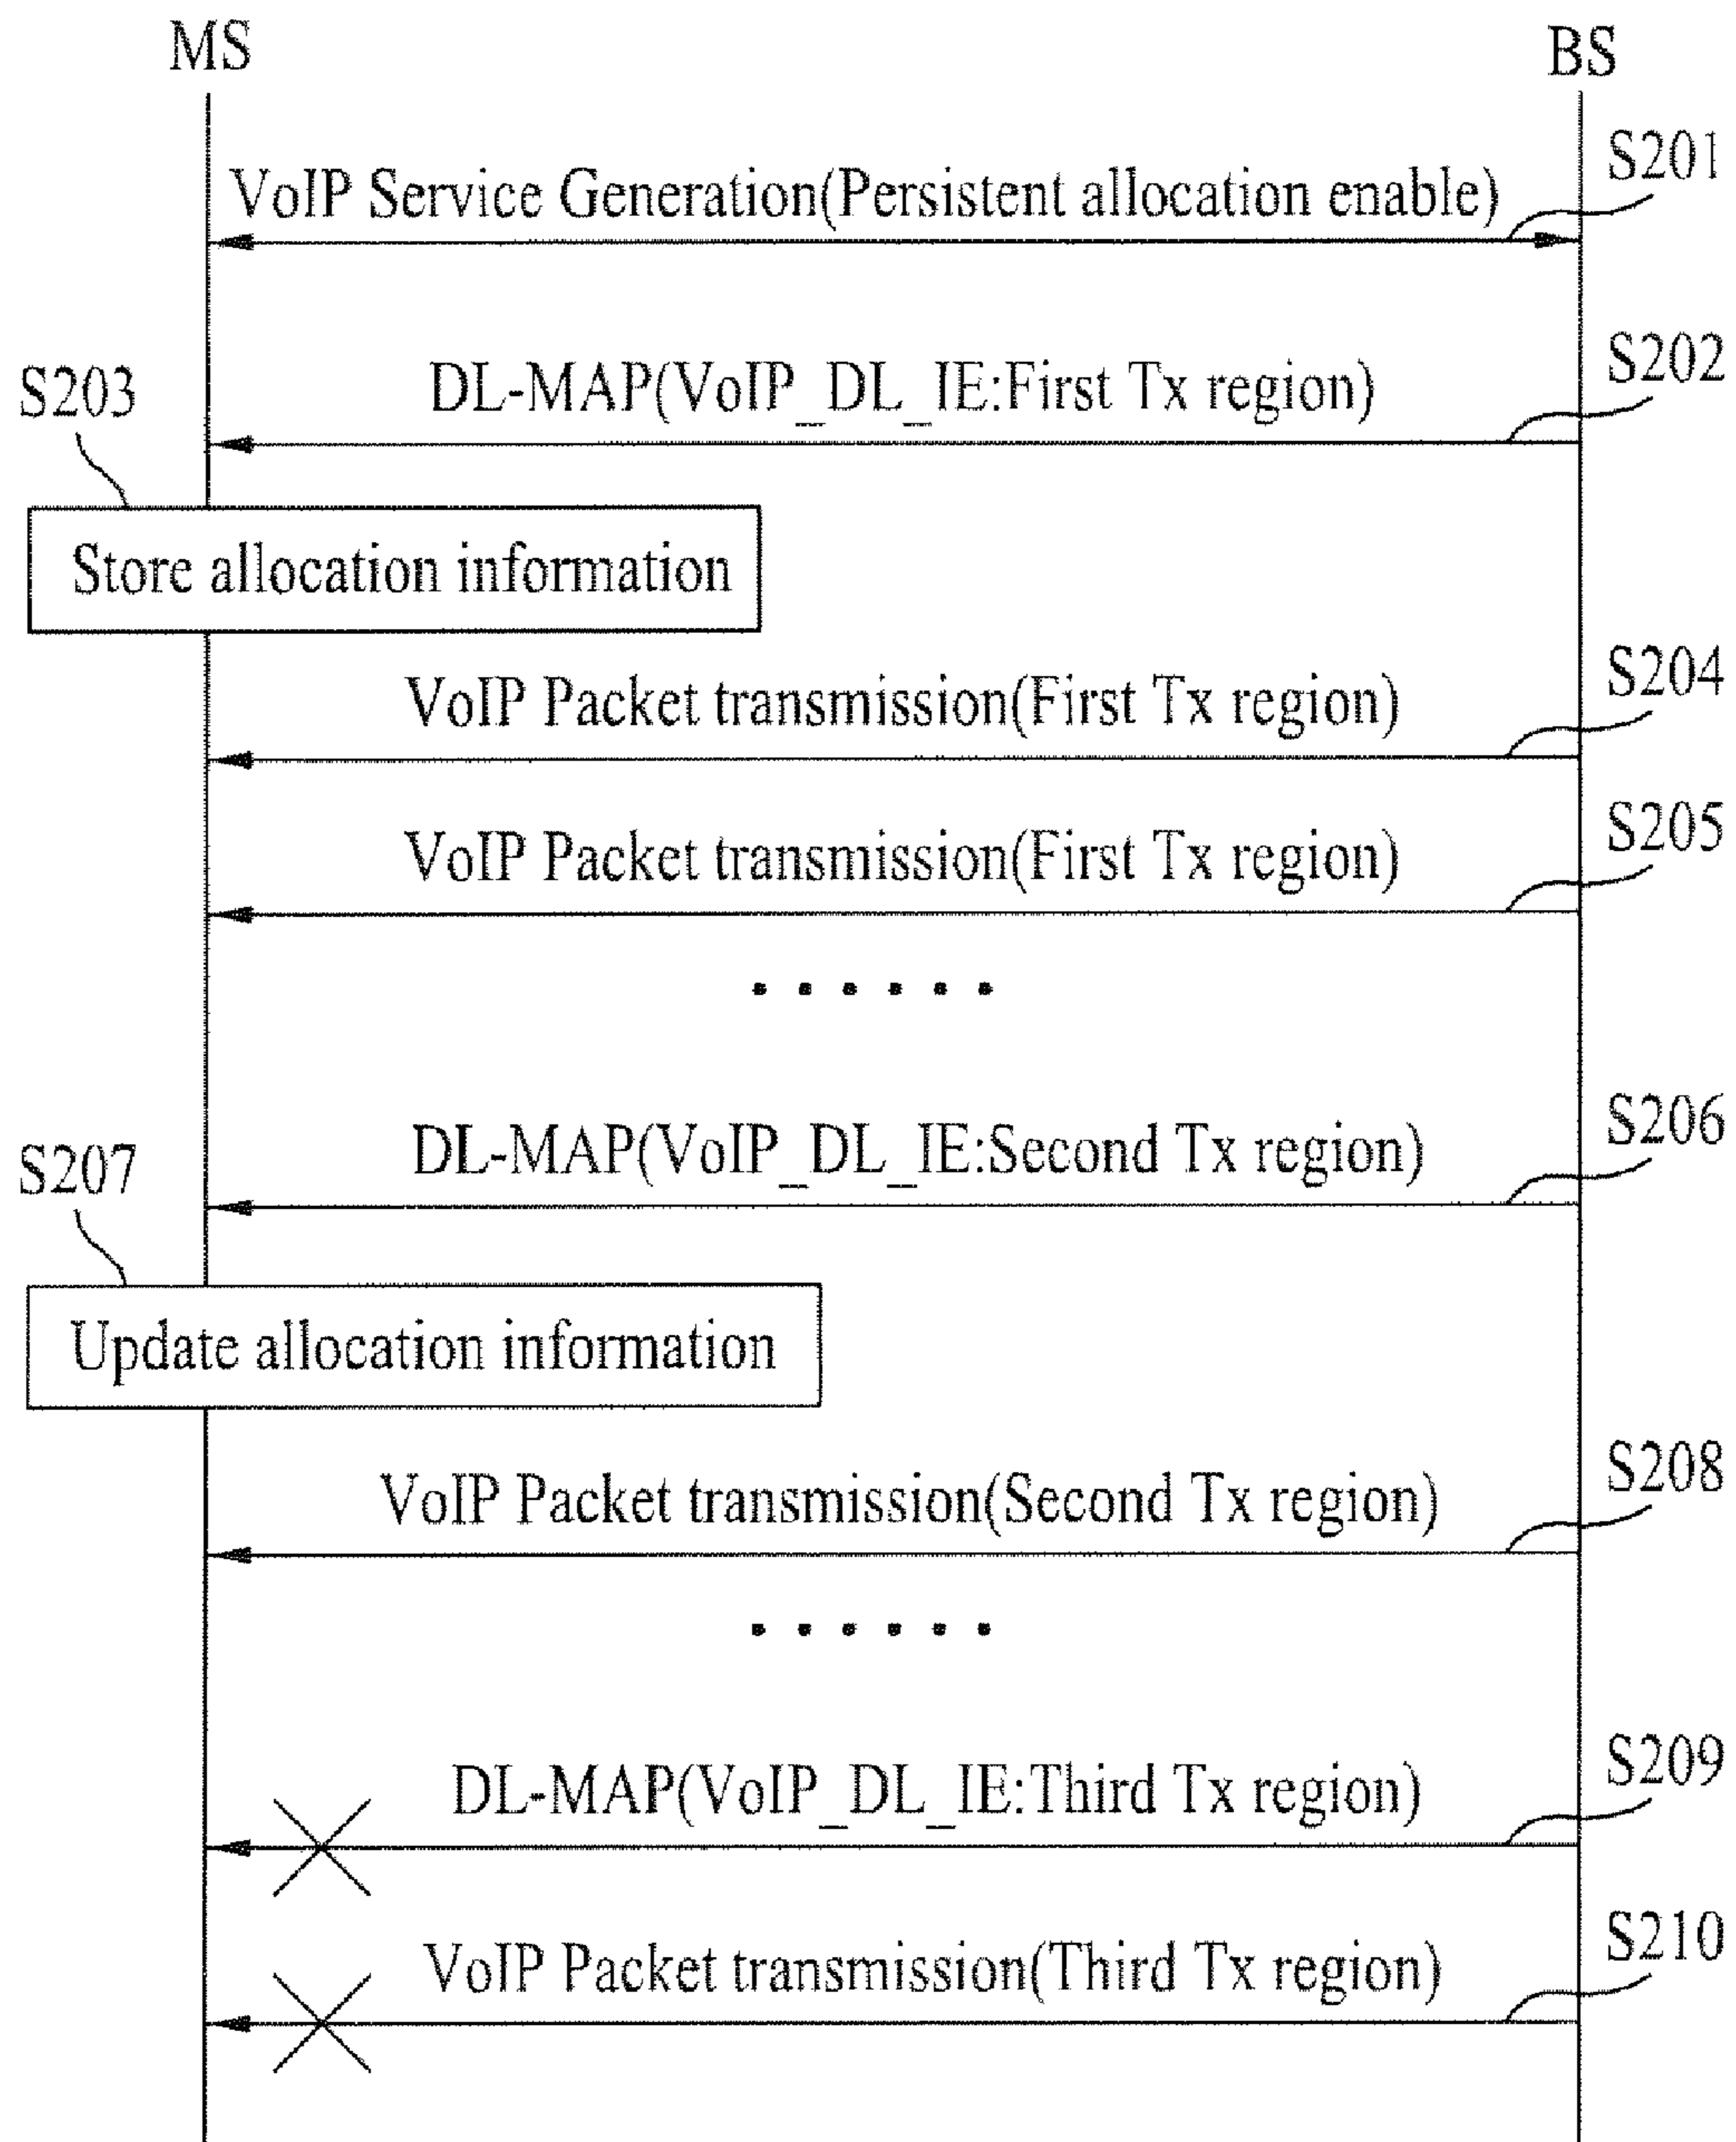 MS
BS
S201
VoIP Service Generation(Persistent allocation enable)
S202
DL-MAP(VoIP_DL_IE:First Tx region)
S203
Store allocation information
S204
VoIP Packet transmission(First Tx region)
S205
VoIP Packet transmission(First Tx region)
......
S206
DL-MAP(VoIP_DL_IE:Second Tx region)
S207
Update allocation information
S208
VoIP Packet transmission(Second Tx region)
......
S209
DL-MAP(VoIP_DL_IE:Third Tx region)
S210
VoIP Packet transmission(Third Tx region)